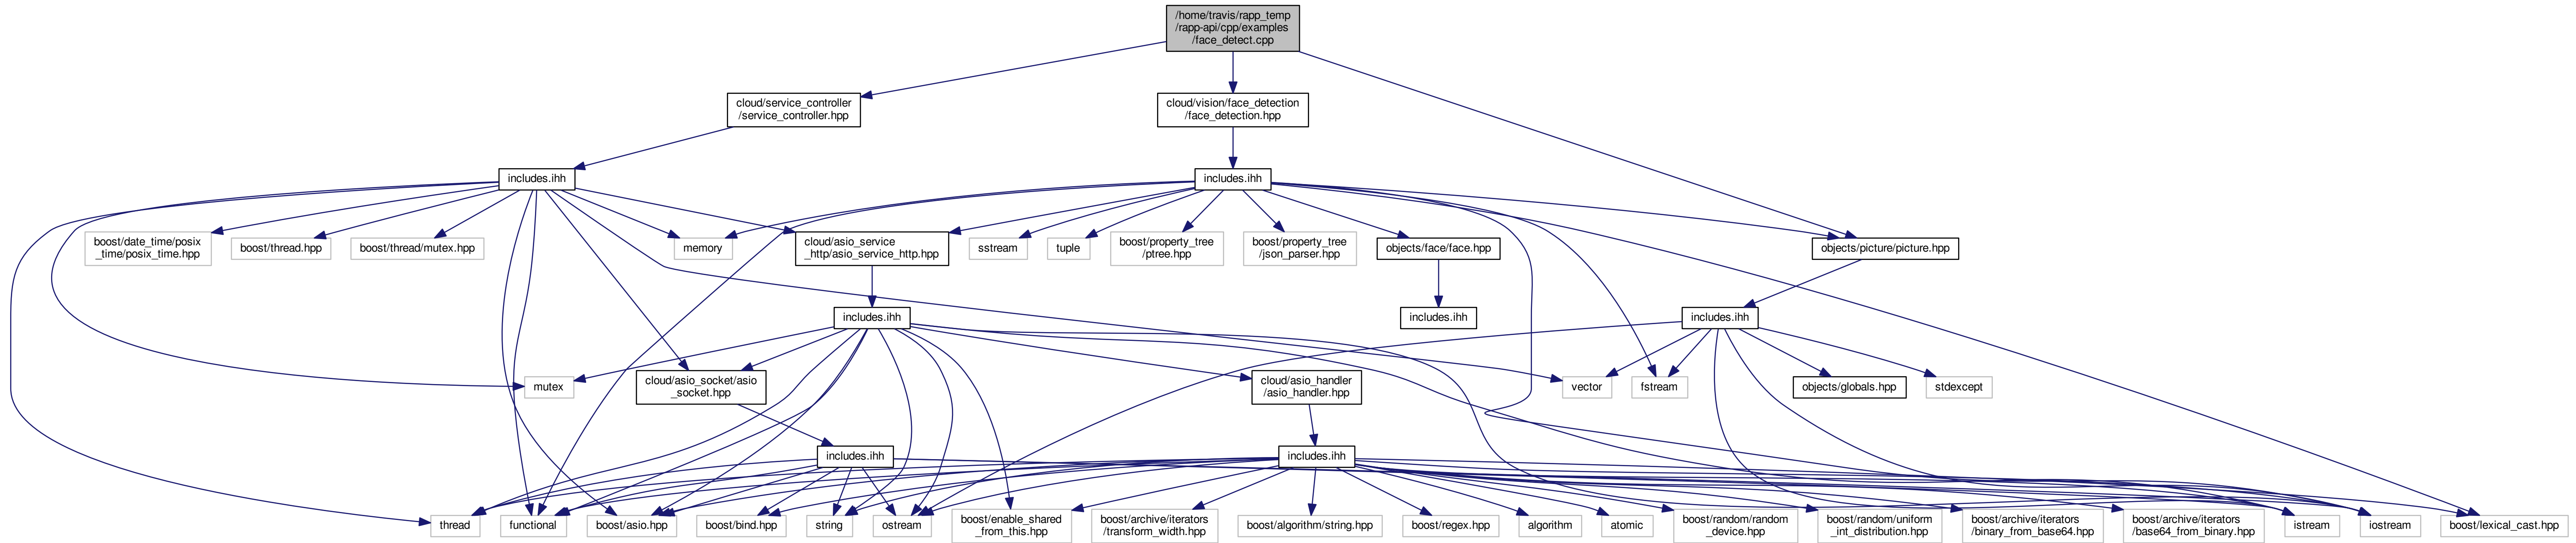 /home/travis/rapp_temp
/rapp-api/cpp/examples
/face_detect.cpp
cloud/service_controller
/service_controller.hpp
cloud/vision/face_detection
/face_detection.hpp
includes.ihh
includes.ihh
boost/date_time/posix
_time/posix_time.hpp
boost/thread.hpp
boost/thread/mutex.hpp
memory
cloud/asio_service
_http/asio_service_http.hpp
sstream
tuple
boost/property_tree
/ptree.hpp
boost/property_tree
/json_parser.hpp
objects/face/face.hpp
objects/picture/picture.hpp
includes.ihh
includes.ihh
includes.ihh
mutex
cloud/asio_socket/asio
_socket.hpp
cloud/asio_handler
/asio_handler.hpp
vector
fstream
objects/globals.hpp
stdexcept
includes.ihh
includes.ihh
thread
functional
boost/asio.hpp
boost/bind.hpp
string
ostream
boost/enable_shared
_from_this.hpp
boost/archive/iterators
/transform_width.hpp
boost/algorithm/string.hpp
boost/regex.hpp
algorithm
atomic
boost/random/random
_device.hpp
boost/random/uniform
_int_distribution.hpp
boost/archive/iterators
/binary_from_base64.hpp
boost/archive/iterators
/base64_from_binary.hpp
istream
iostream
boost/lexical_cast.hpp